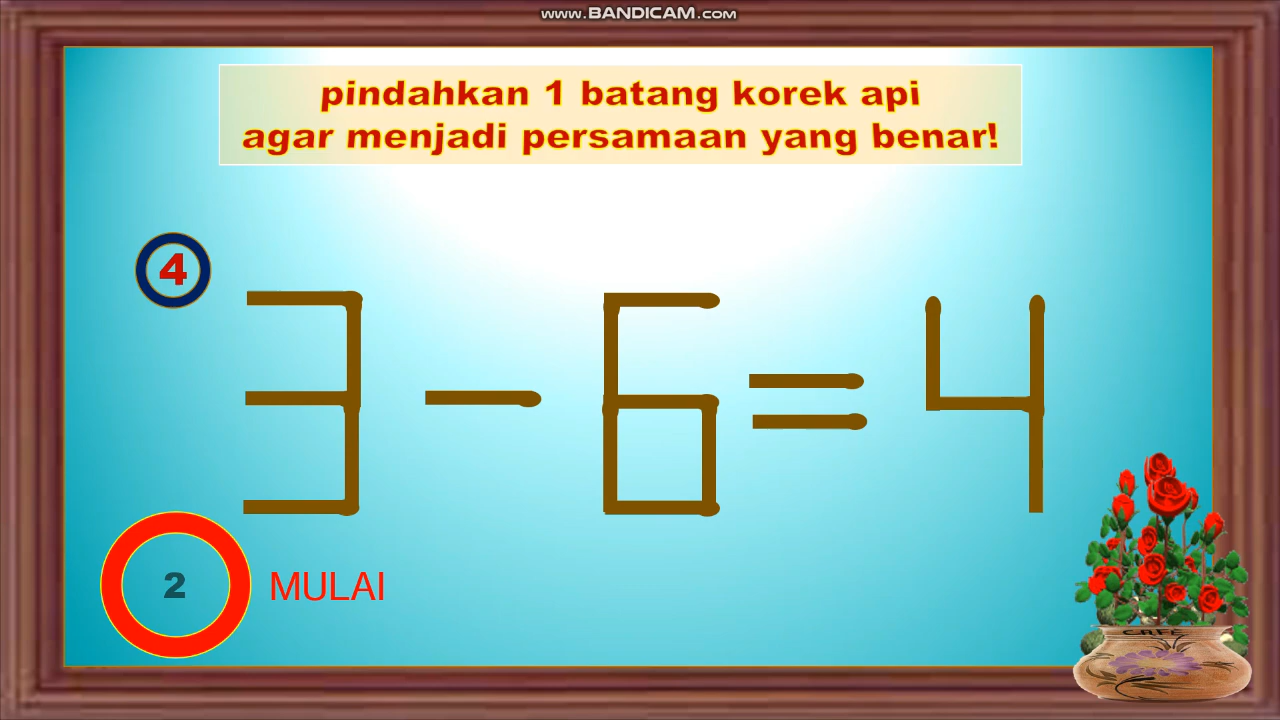 www.BANDICAM.com
pindahkan 1 batang korek api
agar menjadi persamaan yang benar!
4
3 - 6 = 4
2 MULAI
CAFE